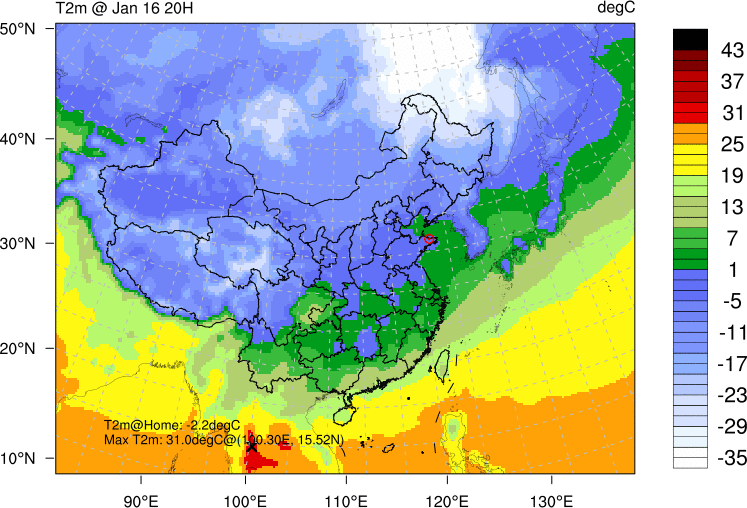 T2m @ Jan 16 20H
degC
50°N
40°N
30°N
20°N
10°N
T2m@Home: -2.2degC
Max T2m: 31.0degC@(100.30E, 15.52N)
90°E
100°E
110°E
120°E
130°E
43
37
31
25
19
13
7
1
-5
-11
-17
-23
-29
-35